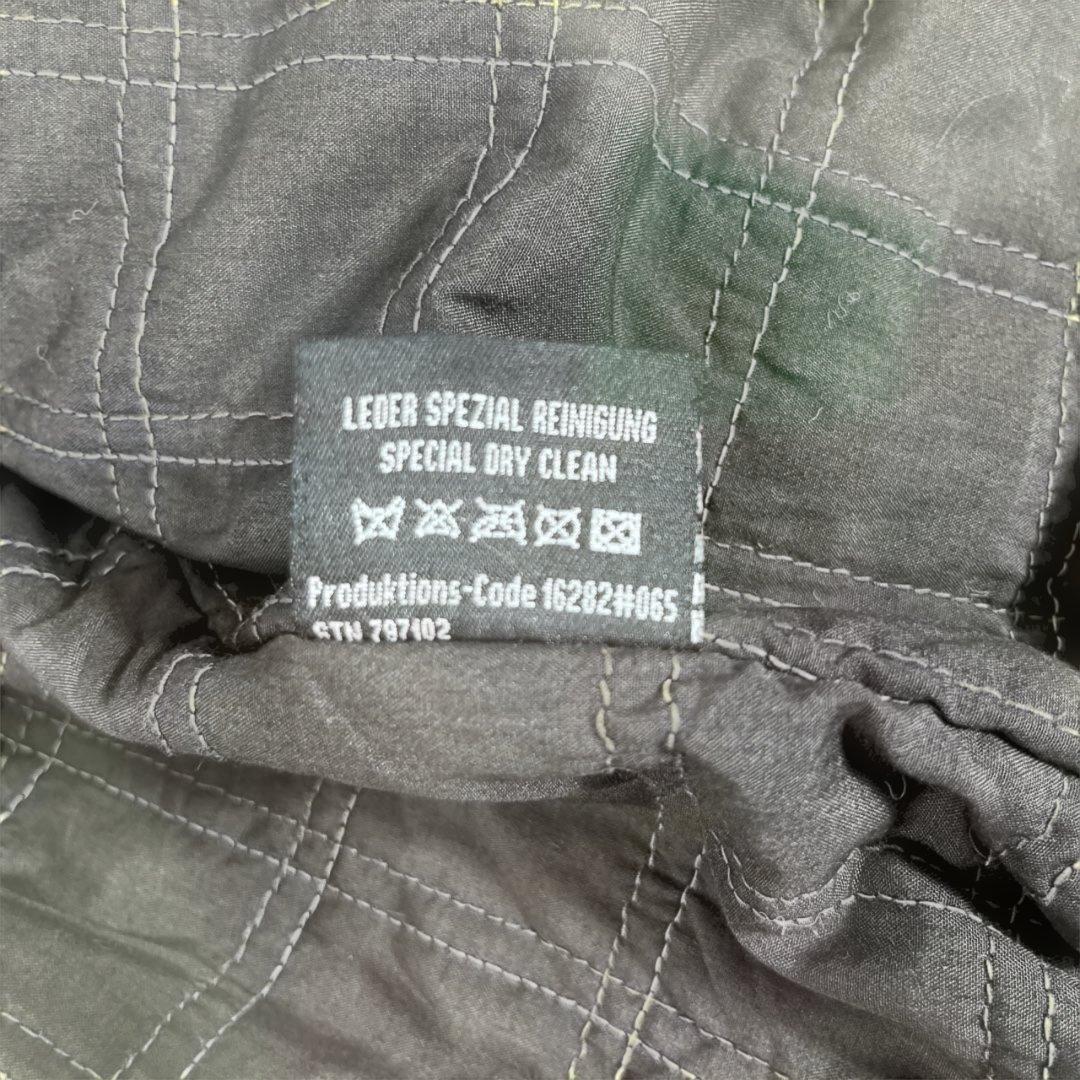 LEDER SPEZIAL REINIGUNG
SPECIAL DRY CLEAN
Produktions-Code 16282#065
STN 797102